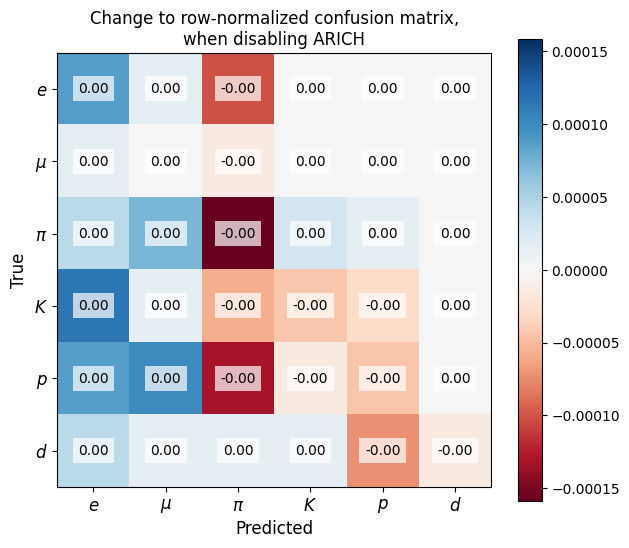 Change to row-normalized confusion matrix,
when disabling ARICH
True
e 0.00 0.00 -0.00 0.00 0.00 0.00
μ 0.00 0.00 -0.00 0.00 0.00 0.00
π 0.00 0.00 -0.00 0.00 0.00 0.00
K 0.00 0.00 -0.00 -0.00 -0.00 0.00
p 0.00 0.00 -0.00 -0.00 -0.00 0.00
d 0.00 0.00 0.00 0.00 -0.00 -0.00
e μ π K p d
Predicted
0.00015
0.00010
0.00005
0.00000
−0.00005
−0.00010
−0.00015